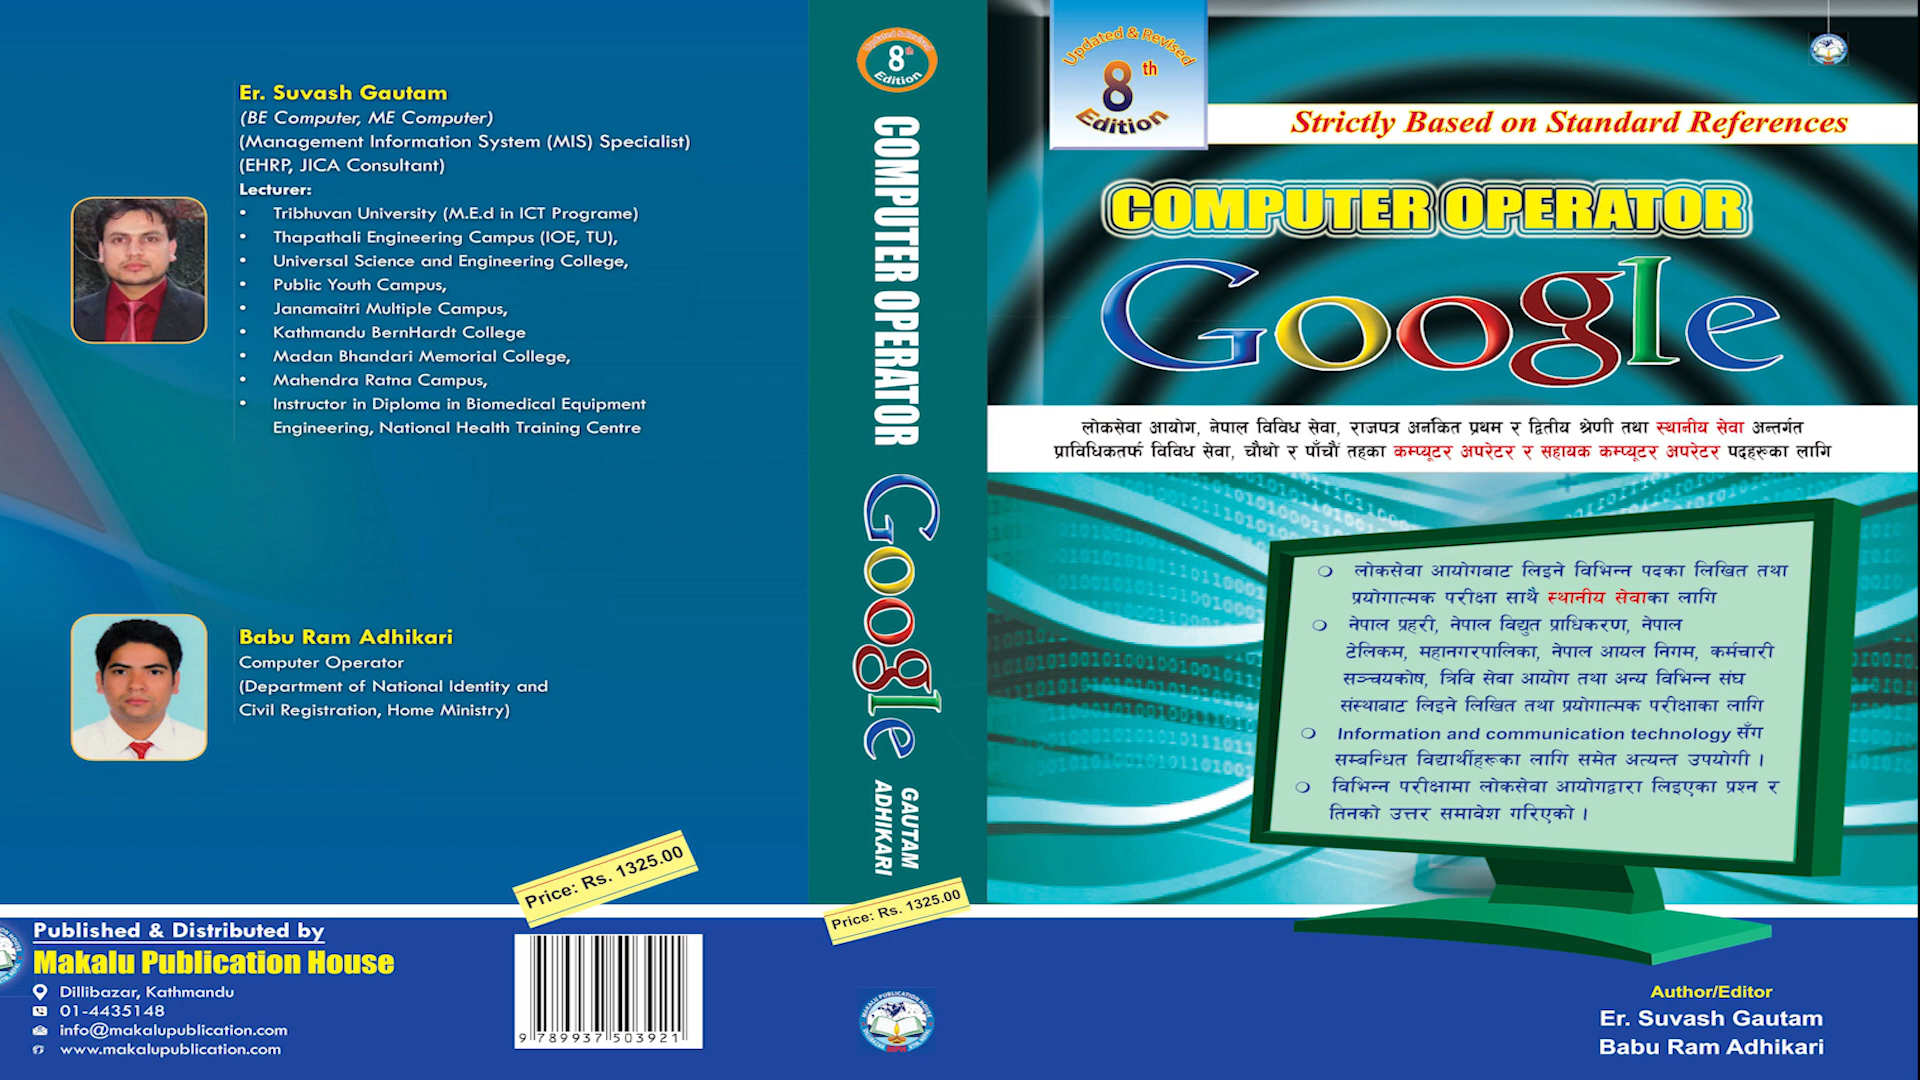 Er. Suvash Gautam
(BE Computer, ME Computer)
(Management Information System (MIS) Specialist)
(EHRP, JICA Consultant)
Lecturer:
• Tribhuvan University (M.E.d in ICT Programe)
• Thapathali Engineering Campus (IOE, TU),
• Universal Science and Engineering College,
• Public Youth Campus,
• Janamaitri Multiple Campus,
• Kathmandu BernHardt College
• Madan Bhandari Memorial College,
• Mahendra Ratna Campus,
• Instructor in Diploma in Biomedical Equipment
Engineering, National Health Training Centre
Babu Ram Adhikari
Computer Operator
(Department of National Identity and
Civil Registration, Home Ministry)
Price: Rs. 1325.00
Published & Distributed by
Makalu Publication House
Dillibazar, Kathmandu
01-4435148
info@makalupublication.com
www.makalupublication.com
9 789937 503921
Updated & Revised
8th
Edition
COMPUTER OPERATOR
Google
GAUTAM
ADHIKARI
Price: Rs. 1325.00
MAKALU PUBLICATION HOUSE
Updated & Revised
8th
Edition
Strictly Based on Standard References
COMPUTER OPERATOR
Google
लोकसेवा आयोग, नेपाल विविध सेवा, राजपत्र अनंकित प्रथम र द्वितीय श्रेणी तथा स्थानीय सेवा अन्तर्गत
प्राविधिकतर्फ विविध सेवा, चौथो र पाँचौं तहका कम्प्यूटर अपरेटर र सहायक कम्प्यूटर अपरेटर पदहरूका लागि
लोकसेवा आयोगबाट लिइने विभिन्न पदका लिखित तथा
प्रयोगात्मक परीक्षा साथै स्थानीय सेवाका लागि
नेपाल प्रहरी, नेपाल विद्युत प्राधिकरण, नेपाल
टेलिकम, महानगरपालिका, नेपाल आयल निगम, कर्मचारी
सञ्चयकोष, त्रिवि सेवा आयोग तथा अन्य विभिन्न संघ
संस्थाबाट लिइने लिखित तथा प्रयोगात्मक परीक्षाका लागि
Information and communication technology सँग
सम्बन्धित विद्यार्थीहरूका लागि समेत अत्यन्त उपयोगी ।
विभिन्न परीक्षामा लोकसेवा आयोगद्वारा लिइएका प्रश्न र
तिनको उत्तर समावेश गरिएको ।
Author/Editor
Er. Suvash Gautam
Babu Ram Adhikari